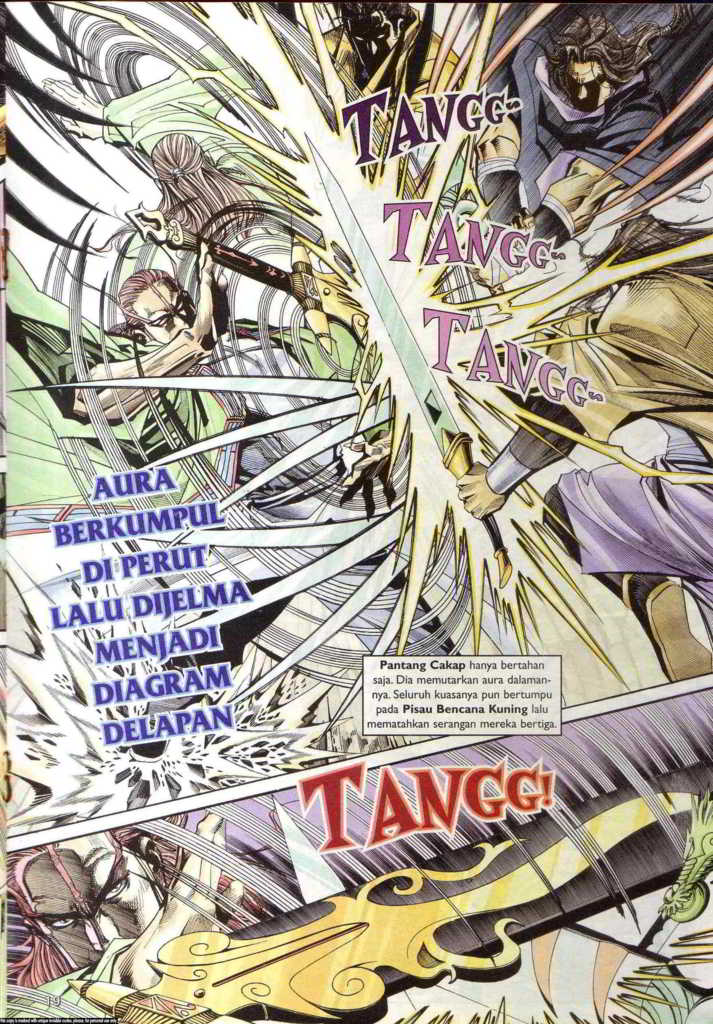 TANGG--
TANGG--
TANGG--
AURA
BERKUMPUL
DI PERUT
LALU DIJELMA
MENJADI
DIAGRAM
DELAPAN
Pantang Cakap hanya bertahan
saja. Dia memutarkan aura dalaman-
nya. Seluruh kuasanya pun bertumpu
pada Pisau Bencana Kuning lalu
mematahkan serangan mereka bertiga.
TANGG!
10